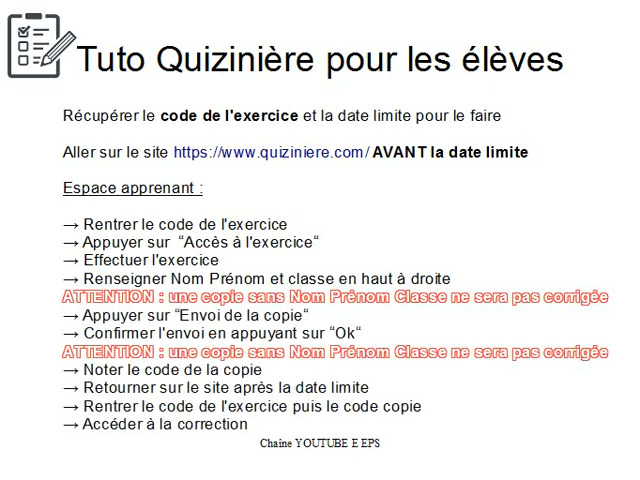 Tuto Quizinière pour les élèves
Récupérer le code de l'exercice et la date limite pour le faire
Aller sur le site https://www.quiziniere.com/ AVANT la date limite
Espace apprenant :
→ Rentrer le code de l'exercice
→ Appuyer sur “Accès à l'exercice“
→ Effectuer l'exercice
→ Renseigner Nom Prénom et classe en haut à droite
ATTENTION : une copie sans Nom Prénom Classe ne sera pas corrigée
→ Appuyer sur “Envoi de la copie“
→ Confirmer l'envoi en appuyant sur “Ok“
ATTENTION : une copie sans Nom Prénom Classe ne sera pas corrigée
→ Noter le code de la copie
→ Retourner sur le site après la date limite
→ Rentrer le code de l'exercice puis le code copie
→ Accéder à la correction
Chaine YOUTUBE E EPS